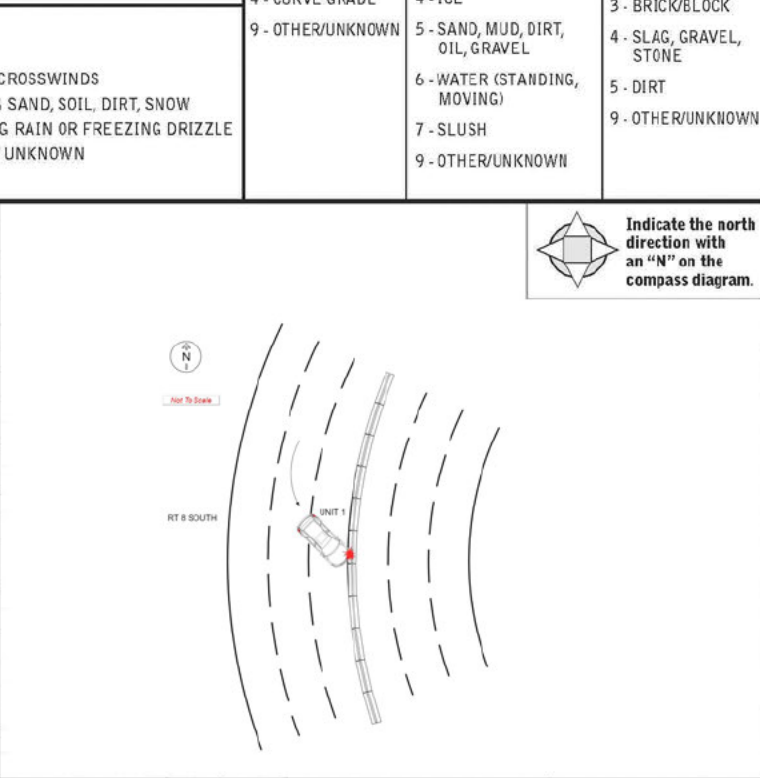 9 - OTHER/UNKNOWN
5 - SAND, MUD, DIRT,
OIL, GRAVEL
6 - WATER (STANDING,
MOVING)
7 - SLUSH
9 - OTHER/UNKNOWN
3 - BRICK/BLOCK
4 - SLAG, GRAVEL,
STONE
5 - DIRT
9 - OTHER/UNKNOWN
CROSSWINDS
SAND, SOIL, DIRT, SNOW
G RAIN OR FREEZING DRIZZLE
UNKNOWN
Indicate the north
direction with
an “N” on the
compass diagram.
N
Not To Scale
RT 8 SOUTH
UNIT 1